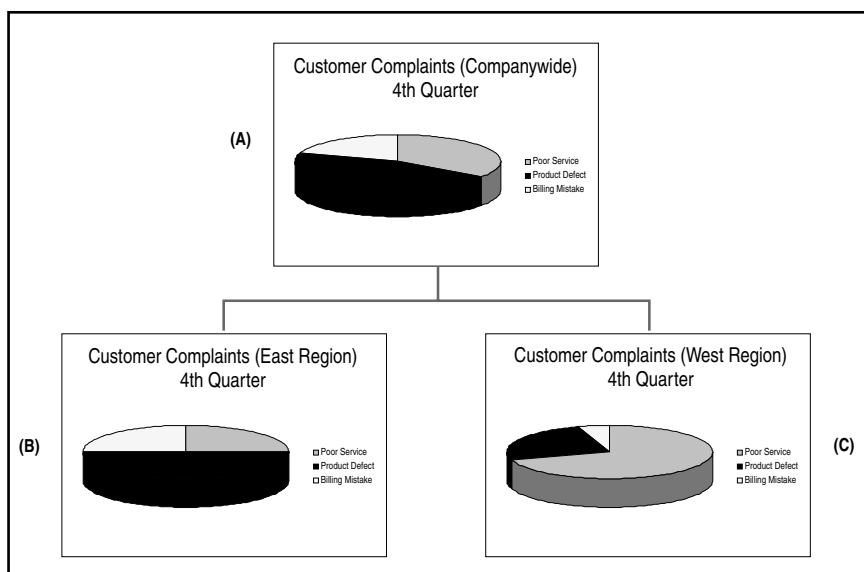 Customer Complaints (Companywide)
4th Quarter
(A)
Poor Service
Product Defect
Billing Mistake
Customer Complaints (East Region)
4th Quarter
(B)
Poor Service
Product Defect
Billing Mistake
Customer Complaints (West Region)
4th Quarter
(C)
Poor Service
Product Defect
Billing Mistake